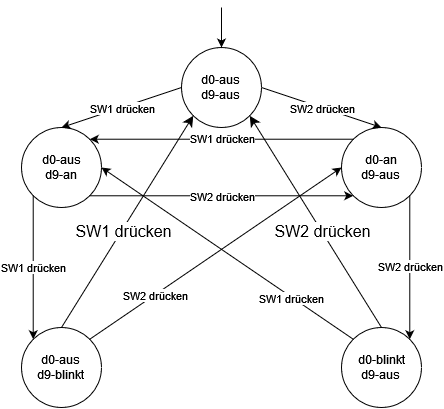 d0-aus
d9-aus
SW1 drücken
SW2 drücken
SW1 drücken
d0-aus
d9-an
d0-an
d9-aus
SW2 drücken
SW1 drücken
SW2 drücken
SW1 drücken
SW2 drücken
SW2 drücken
SW1 drücken
d0-aus
d9-blinkt
d0-blinkt
d9-aus